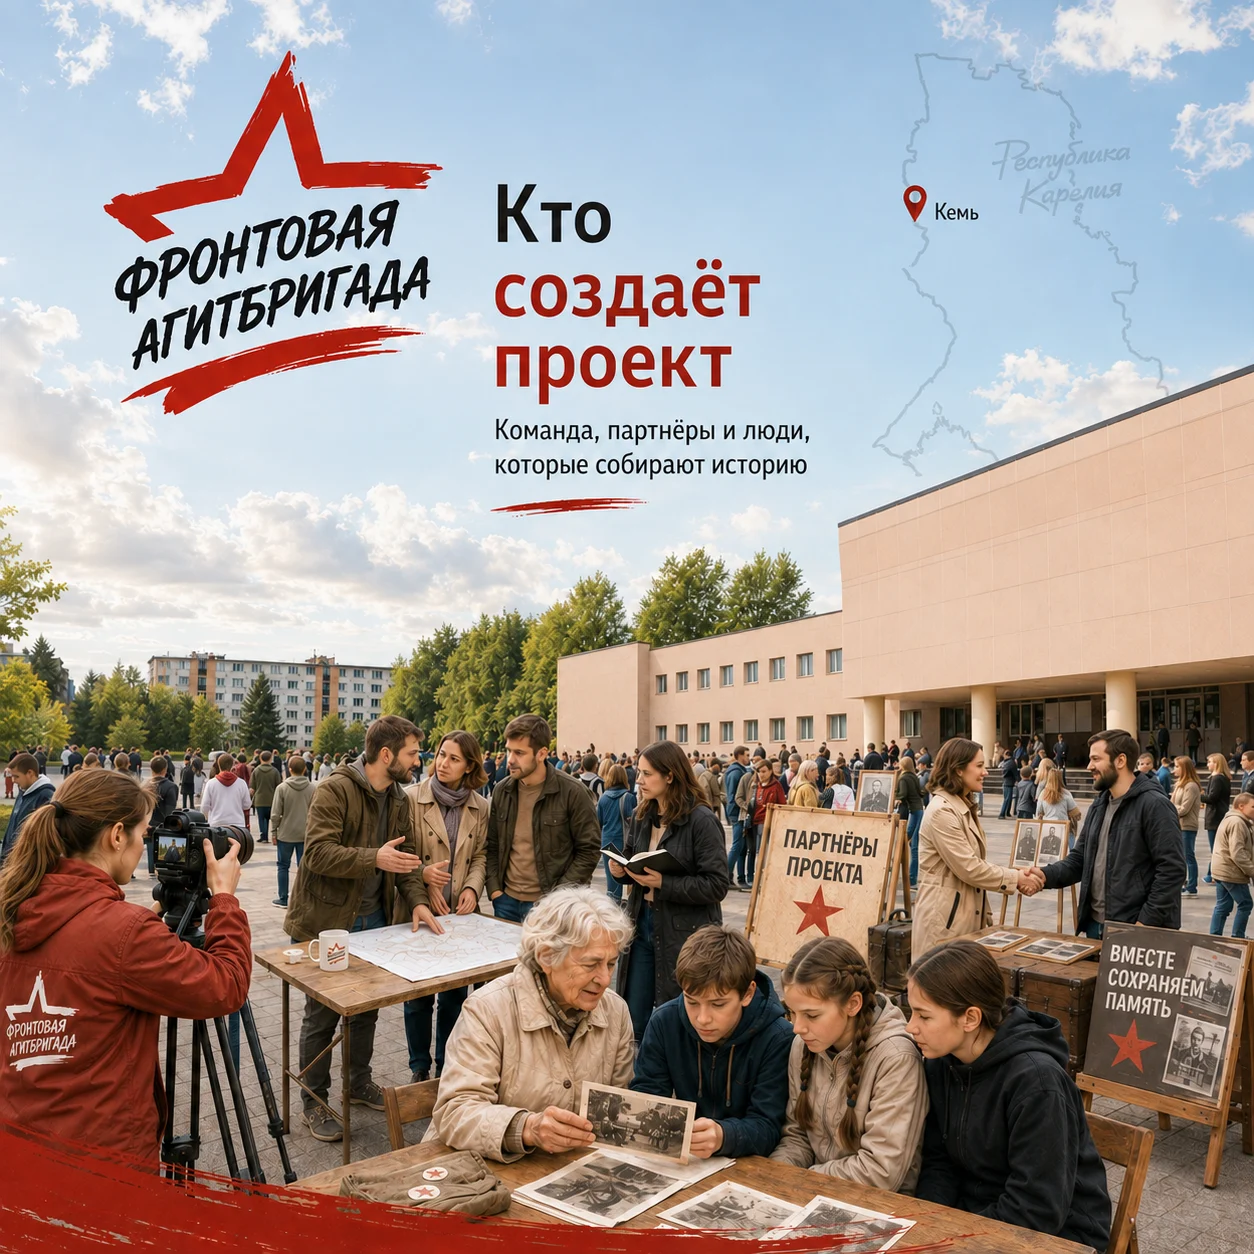 ФРОНТОВАЯ
АГИТБРИГАДА
Кто
создаёт
проект
Команда, партнёры и люди,
которые собирают историю
Республика
Карелия
Кемь
ПАРТНЁРЫ
ПРОЕКТА
ВМЕСТЕ
СОХРАНЯЕМ
ПАМЯТЬ
ФРОНТОВАЯ
АГИТБРИГАДА